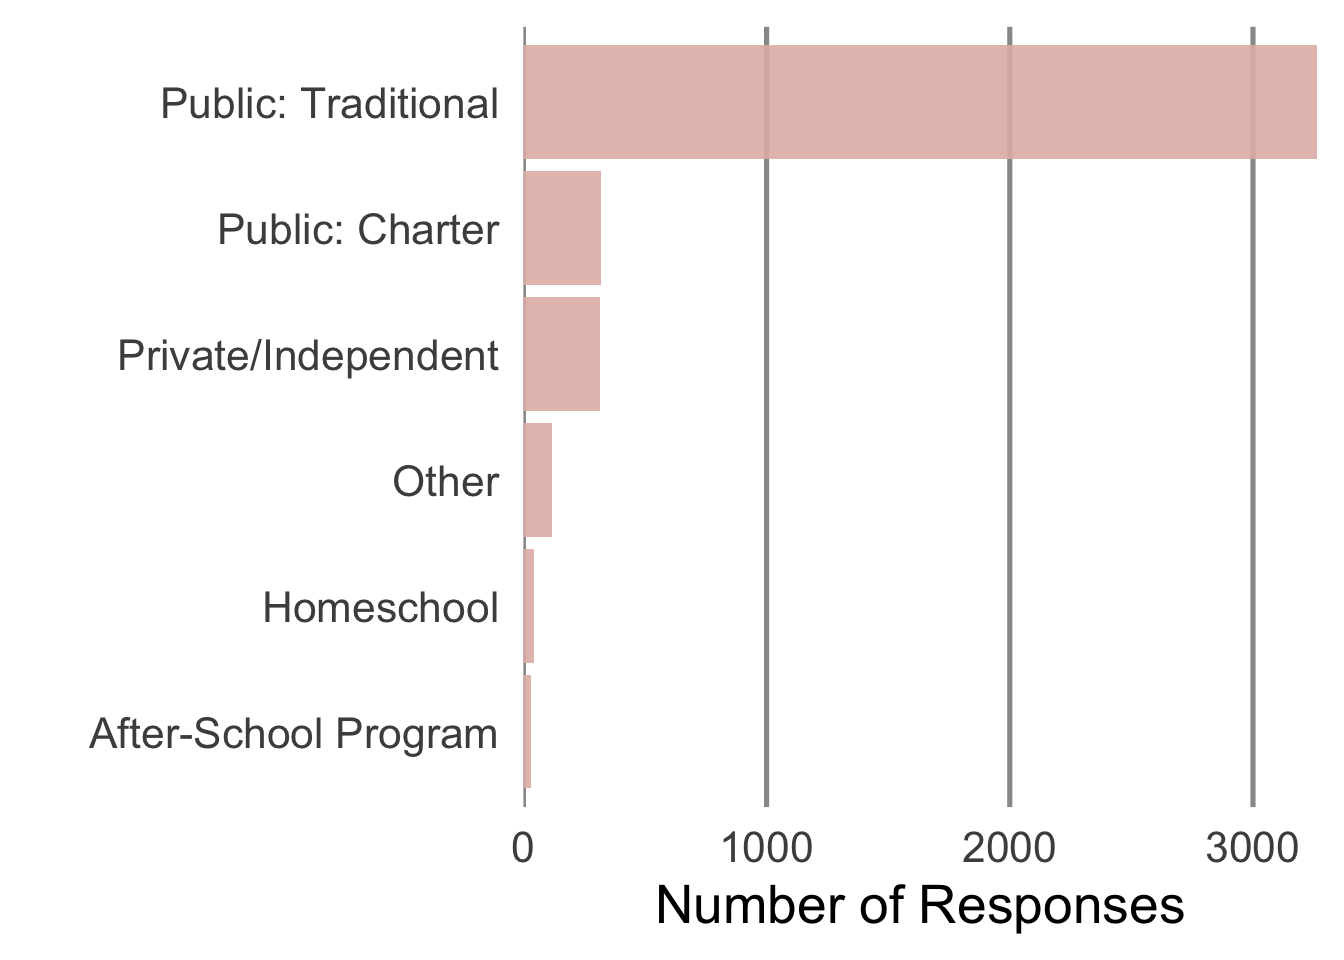 Public: Traditional
Public: Charter
Private/Independent
Other
Homeschool
After-School Program
0 1000 2000 3000
Number of Responses